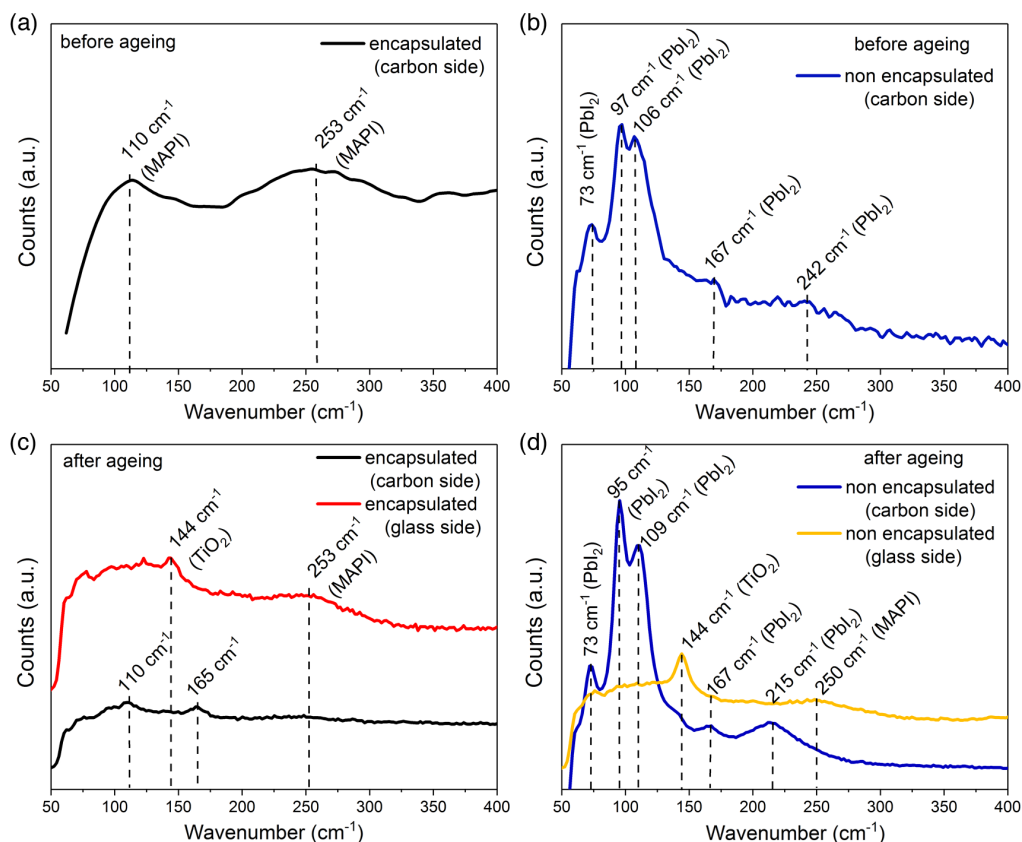 (a)
before ageing
encapsulated
(carbon side)
110 cm⁻¹
(MAPI)
253 cm⁻¹
(MAPI)
Counts (a.u.)
50 100 150 200 250 300 350 400
Wavenumber (cm⁻¹)
(b)
before ageing
non encapsulated
(carbon side)
73 cm⁻¹ (PbI₂)
97 cm⁻¹ (PbI₂)
106 cm⁻¹ (PbI₂)
167 cm⁻¹ (PbI₂)
242 cm⁻¹ (PbI₂)
Counts (a.u.)
50 100 150 200 250 300 350 400
Wavenumber (cm⁻¹)
(c)
after ageing
encapsulated
(carbon side)
encapsulated
(glass side)
144 cm⁻¹
(TiO₂)
253 cm⁻¹
(MAPI)
110 cm⁻¹
165 cm⁻¹
Counts (a.u.)
50 100 150 200 250 300 350 400
Wavenumber (cm⁻¹)
(d)
after ageing
non encapsulated
(carbon side)
non encapsulated
(glass side)
73 cm⁻¹ (PbI₂)
95 cm⁻¹
(PbI₂)
109 cm⁻¹ (PbI₂)
144 cm⁻¹ (TiO₂)
167 cm⁻¹ (PbI₂)
215 cm⁻¹ (PbI₂)
250 cm⁻¹ (MAPI)
Counts (a.u.)
50 100 150 200 250 300 350 400
Wavenumber (cm⁻¹)